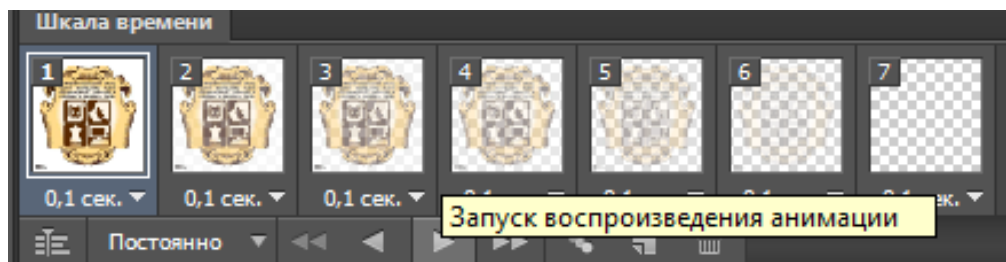 Шкала времени
1 2 3 4 5 6 7
0,1 сек. 0,1 сек. 0,1 сек. ек.
Запуск воспроизведения анимации
Постоянно